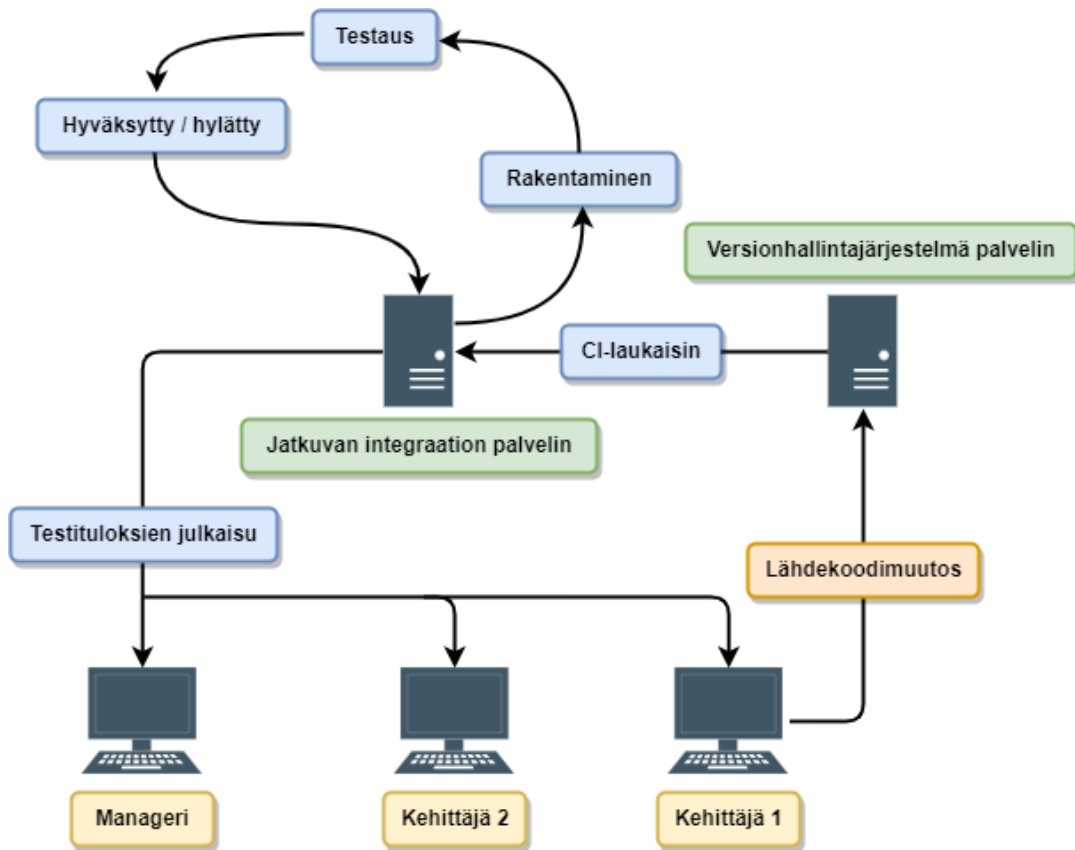 Testaus
Hyväksytty / hylätty
Rakentaminen
Versionhallintajärjestelmä palvelin
CI-laukaisin
Jatkuvan integraation palvelin
Testituloksien julkaisu
Lähdekoodimuutos
Manageri
Kehittäjä 2
Kehittäjä 1